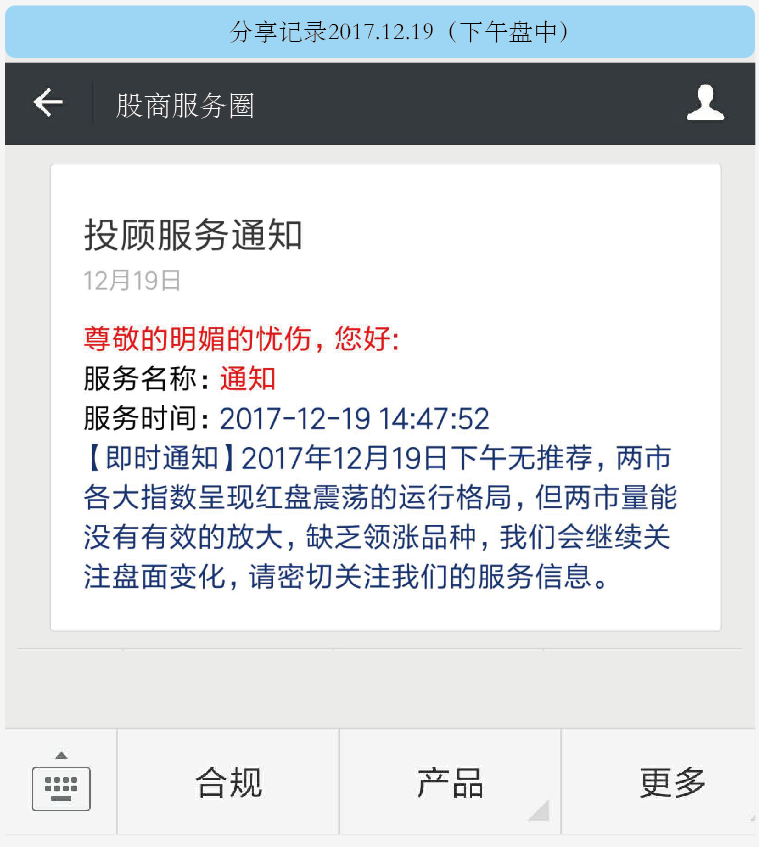 分享记录2017.12.19（下午盘中）
股商服务圈
投顾服务通知
12月19日
尊敬的明媚的忧伤，您好:
服务名称：通知
服务时间：2017-12-19 14:47:52
【即时通知】2017年12月19日下午无推荐，两市
各大指数呈现红盘震荡的运行格局，但两市量能
没有有效的放大，缺乏领涨品种，我们会继续关
注盘面变化，请密切关注我们的服务信息。
合规
产品
更多